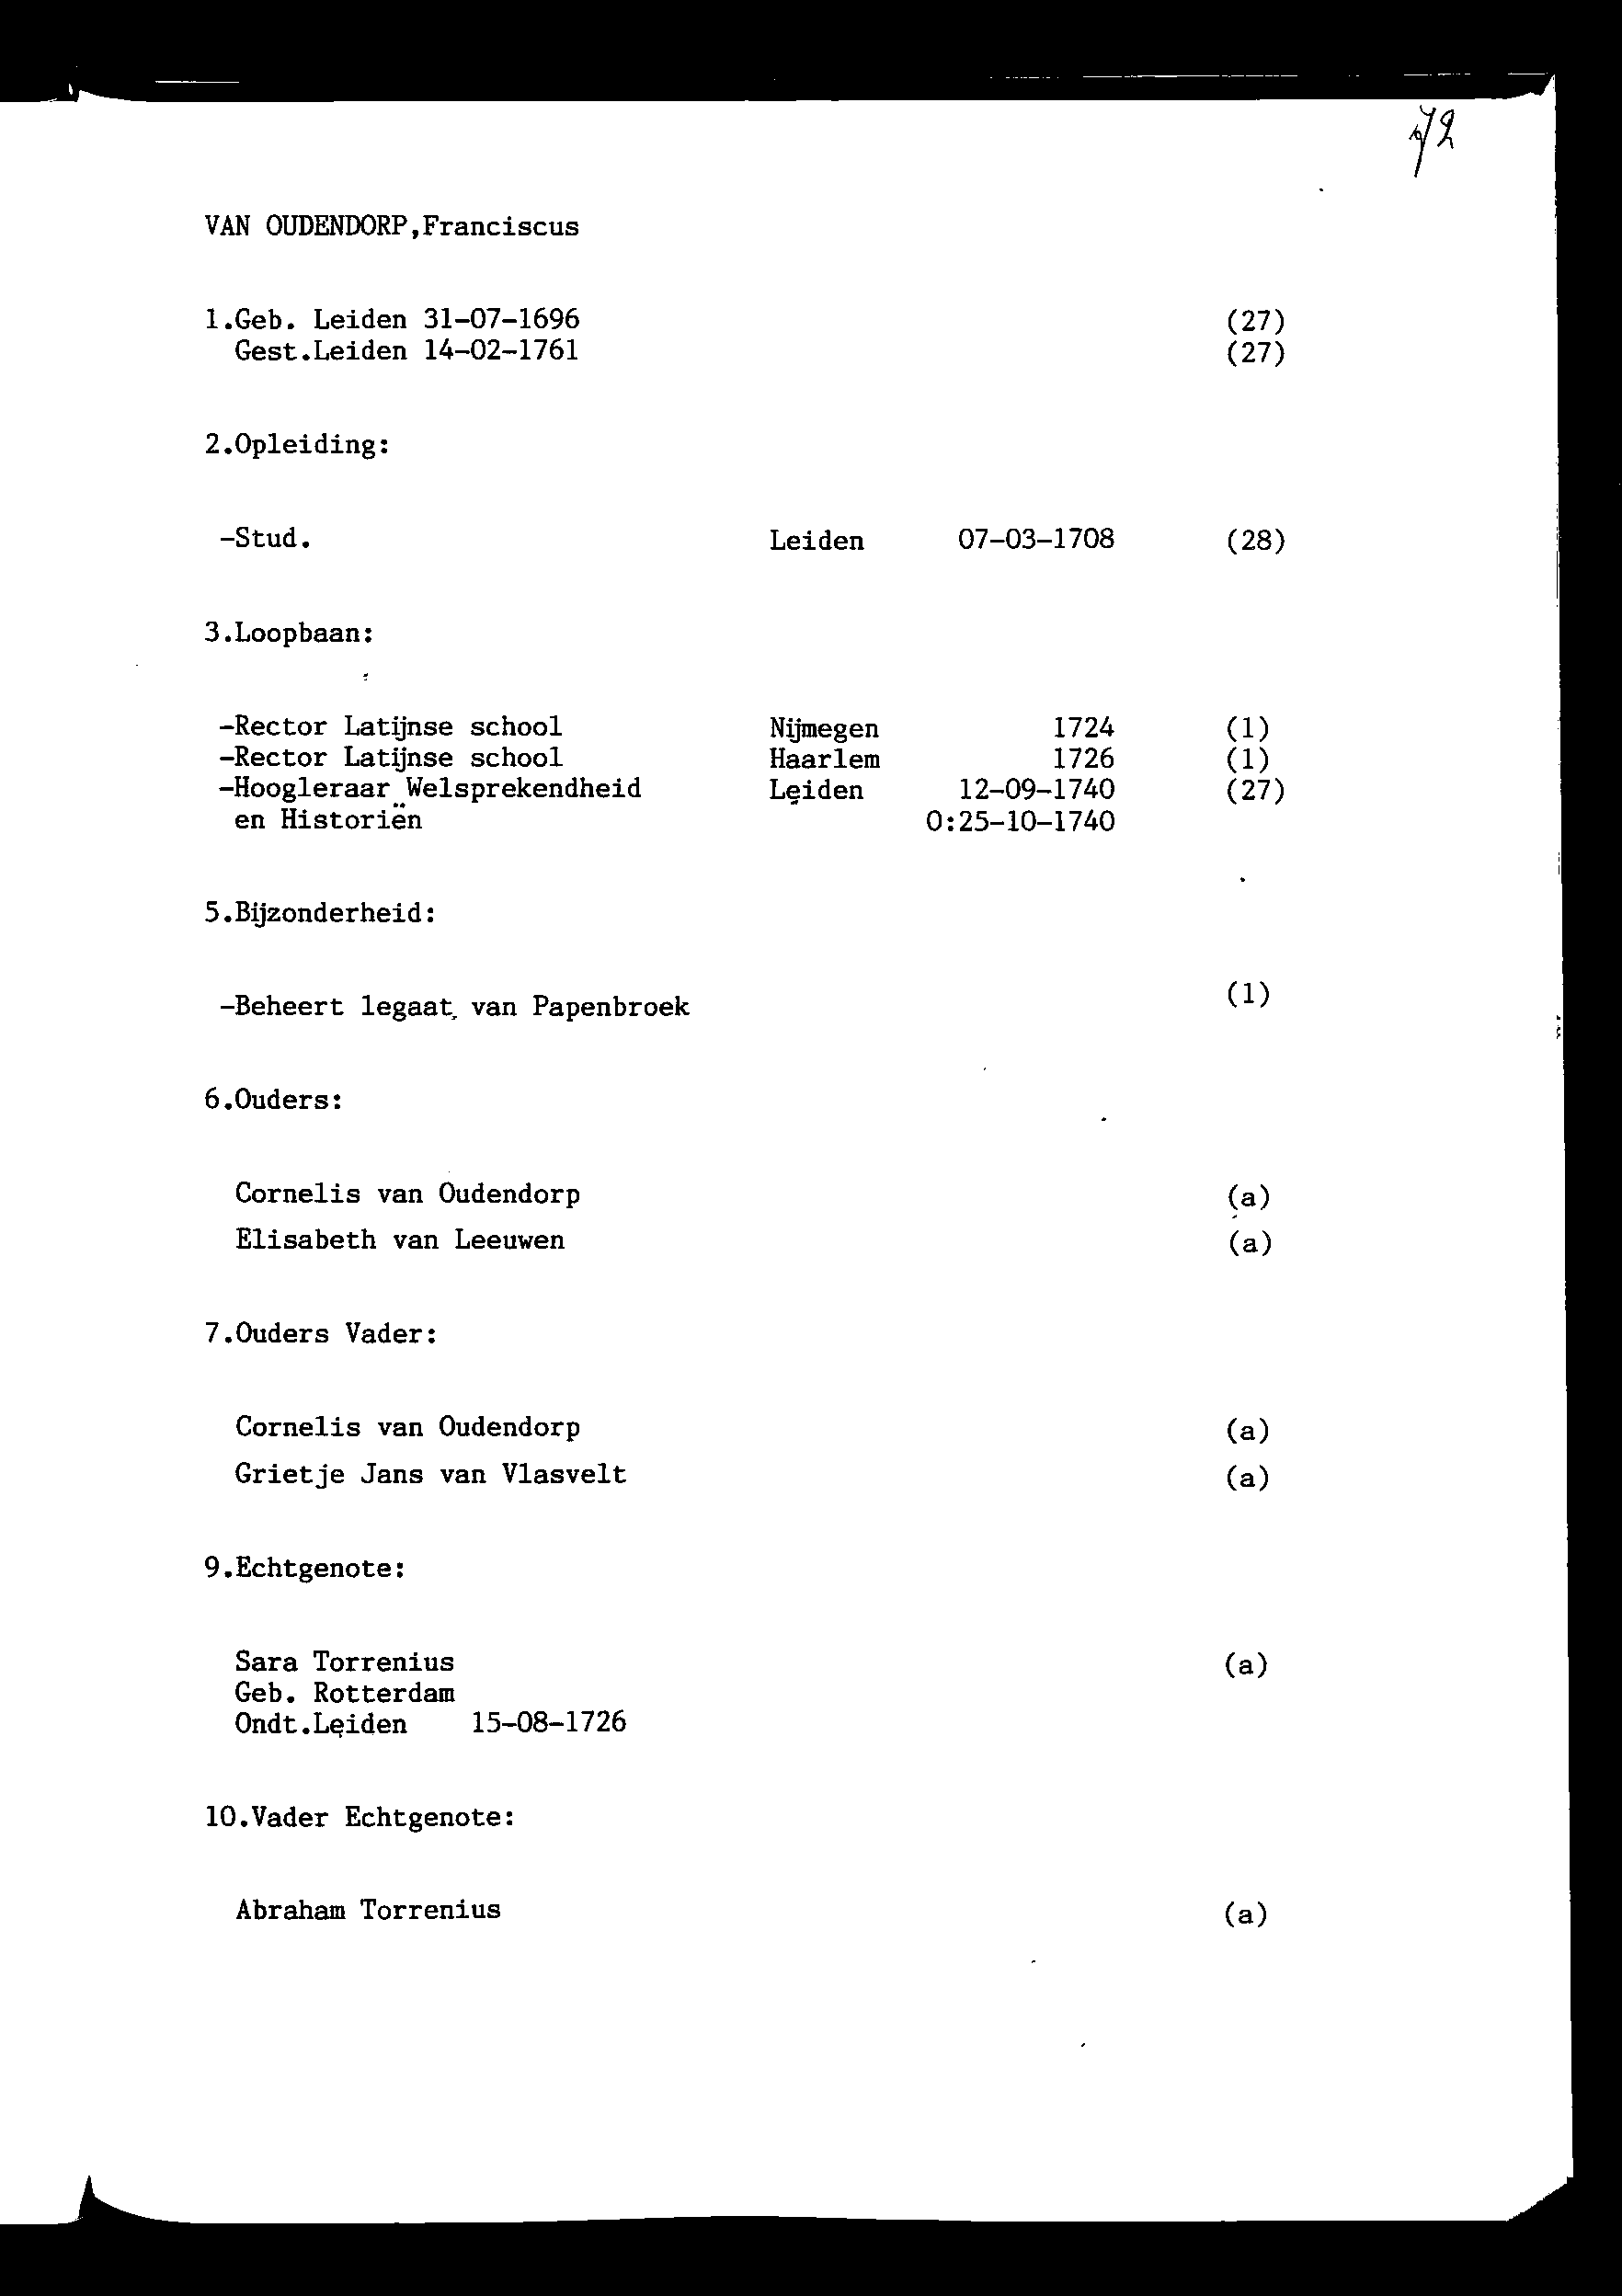 72
VAN OUDENDORP,Franciscus
1.Geb. Leiden 31-07-1696 (27)
Gest.Leiden 14-02-1761 (27)
2.Opleiding:
-Stud. Leiden 07-03-1708 (28)
3.Loopbaan:
-Rector Latijnse school Nijmegen 1724 (1)
-Rector Latijnse school Haarlem 1726 (1)
-Hoogleraar Welsprekendheid Leiden 12-09-1740 (27)
en Historiën 0:25-10-1740
5.Bijzonderheid:
-Beheert legaat van Papenbroek (1)
6.Ouders:
Cornelis van Oudendorp (a)
Elisabeth van Leeuwen (a)
7.Ouders Vader:
Cornelis van Oudendorp (a)
Grietje Jans van Vlasvelt (a)
9.Echtgenote:
Sara Torrenius (a)
Geb. Rotterdam
Ondt.Leiden 15-08-1726
10.Vader Echtgenote:
Abraham Torrenius (a)